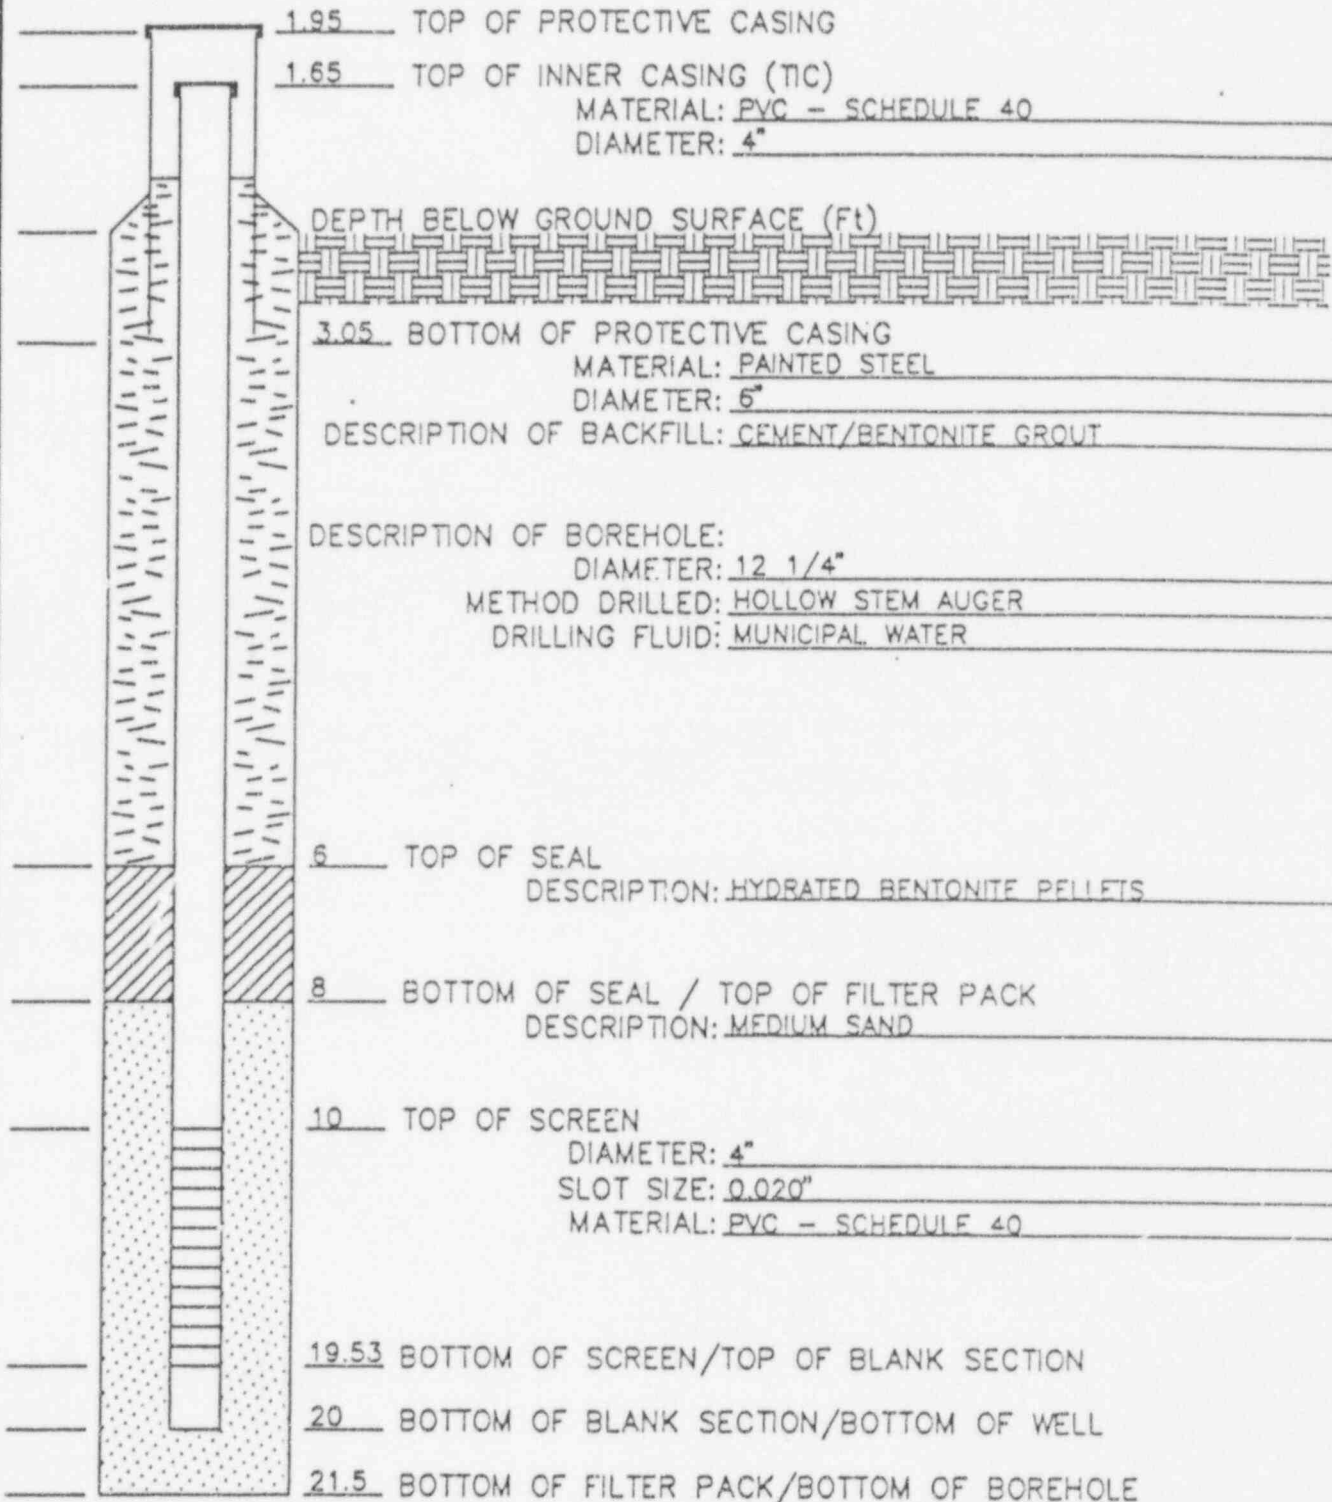 1.95 TOP OF PROTECTIVE CASING
1.65 TOP OF INNER CASING (TIC)
MATERIAL: PVC - SCHEDULE 40
DIAMETER: 4"
DEPTH BELOW GROUND SURFACE (Ft)
3.05 BOTTOM OF PROTECTIVE CASING
MATERIAL: PAINTED STEEL
DIAMETER: 6"
DESCRIPTION OF BACKFILL: CEMENT/BENTONITE GROUT
DESCRIPTION OF BOREHOLE:
DIAMETER: 12 1/4"
METHOD DRILLED: HOLLOW STEM AUGER
DRILLING FLUID: MUNICIPAL WATER
6 TOP OF SEAL
DESCRIPTION: HYDRATED BENTONITE PELLETS
8 BOTTOM OF SEAL / TOP OF FILTER PACK
DESCRIPTION: MEDIUM SAND
10 TOP OF SCREEN
DIAMETER: 4"
SLOT SIZE: 0.020"
MATERIAL: PVC - SCHEDULE 40
19.53 BOTTOM OF SCREEN/TOP OF BLANK SECTION
20 BOTTOM OF BLANK SECTION/BOTTOM OF WELL
21.5 BOTTOM OF FILTER PACK/BOTTOM OF BOREHOLE